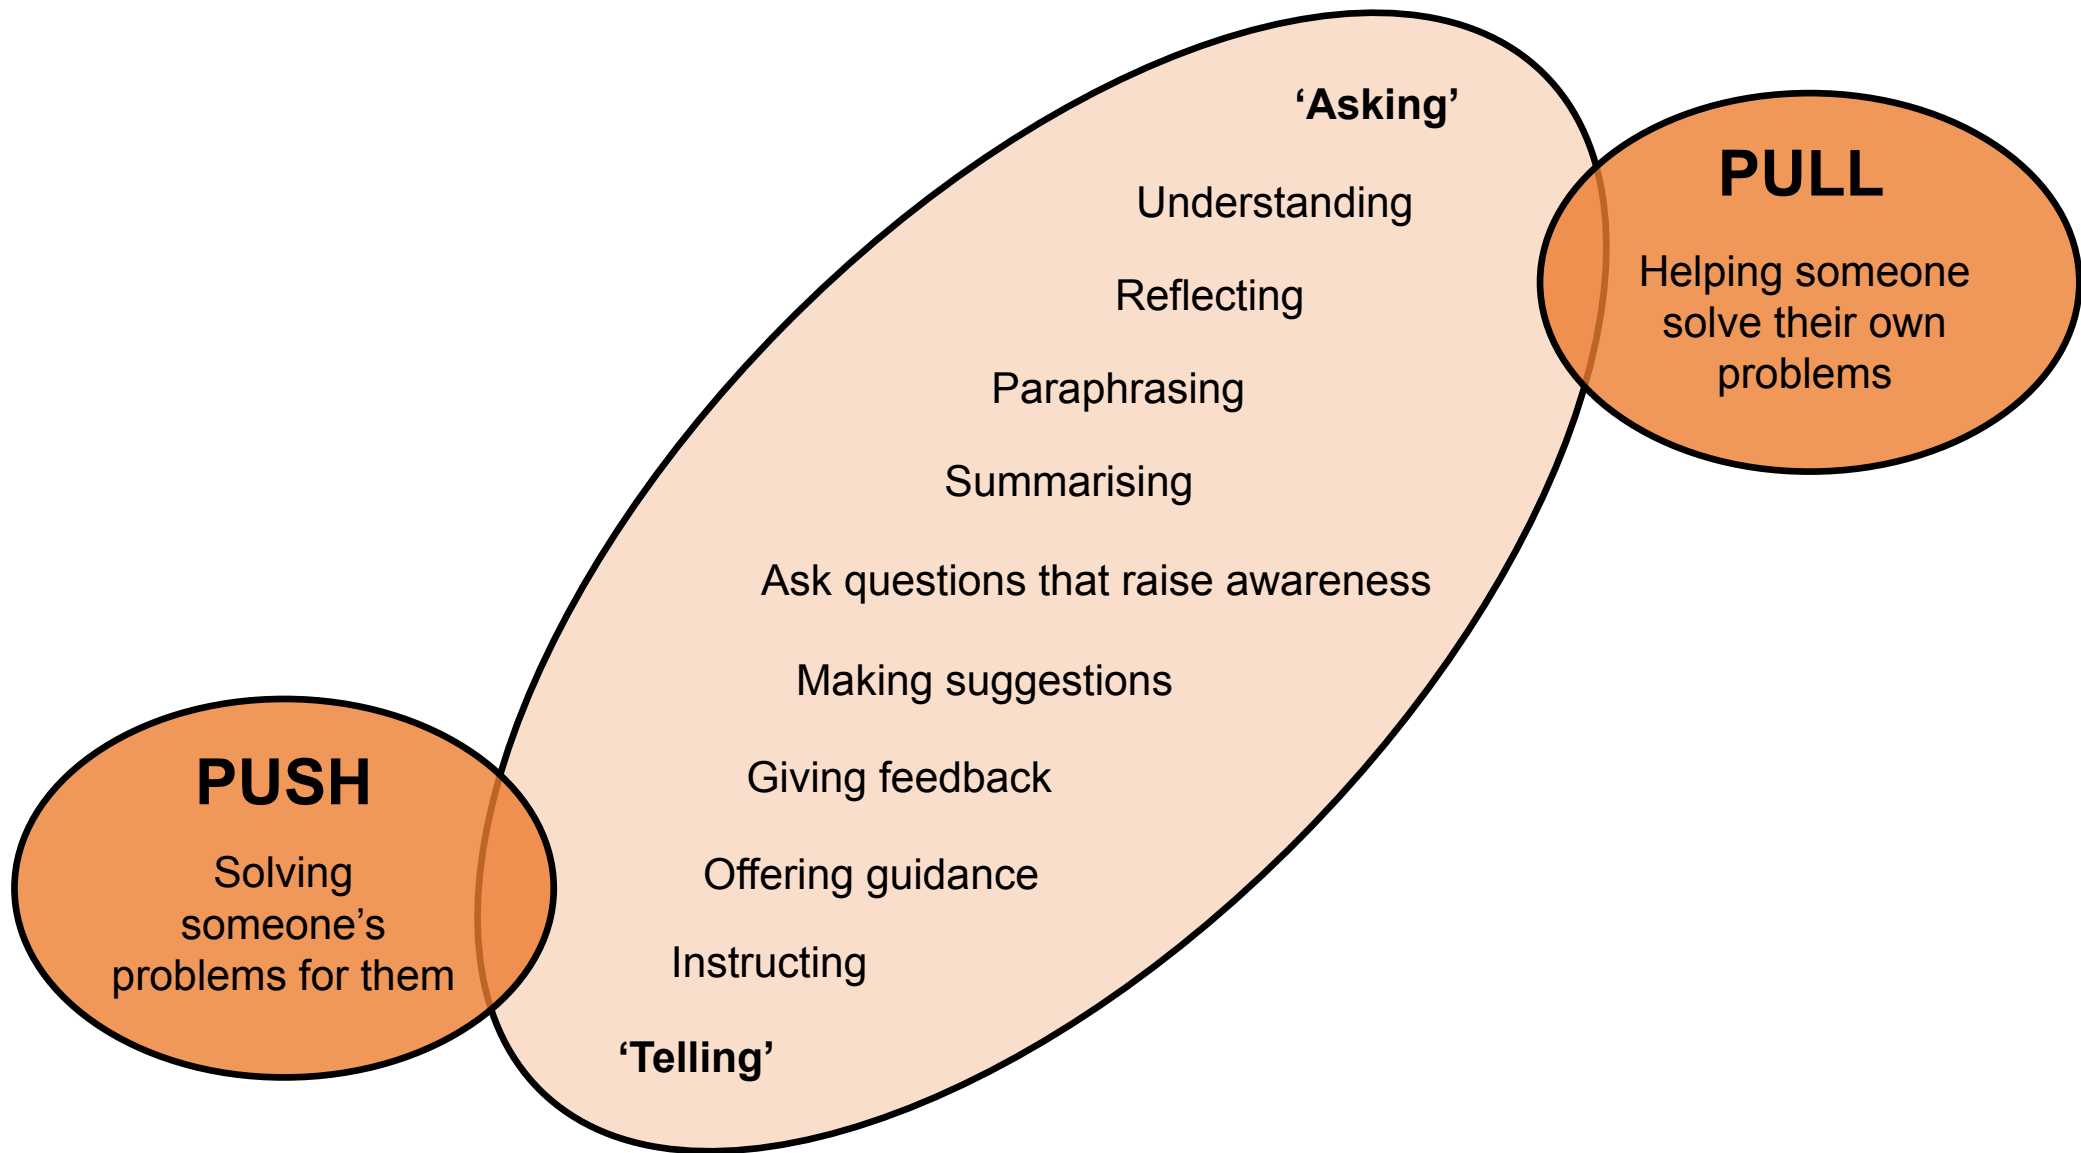 ‘Asking’
Understanding
Reflecting
Paraphrasing
Summarising
Ask questions that raise awareness
Making suggestions
Giving feedback
Offering guidance
Instructing
‘Telling’
PULL
Helping someone
solve their own
problems
PUSH
Solving
someone’s
problems for them